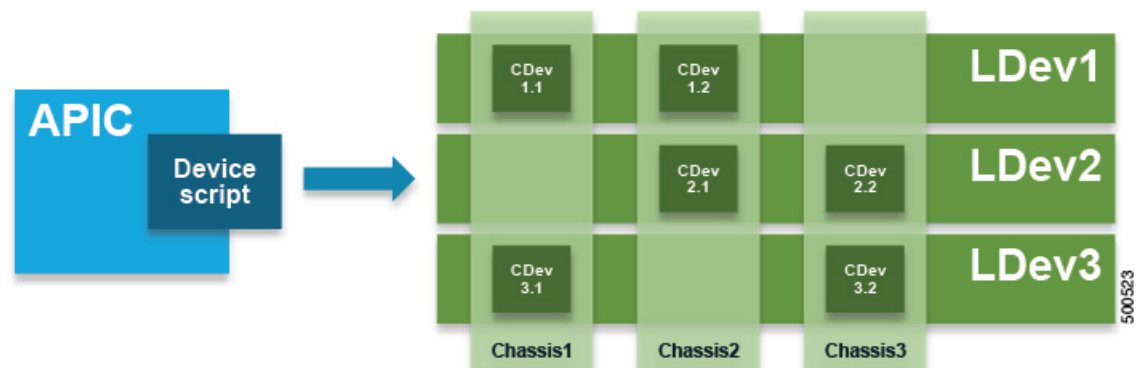 APIC
Device
script
CDev
1.1
CDev
1.2
LDev1
CDev
2.1
CDev
2.2
LDev2
CDev
3.1
CDev
3.2
LDev3
Chassis1
Chassis2
Chassis3
500523